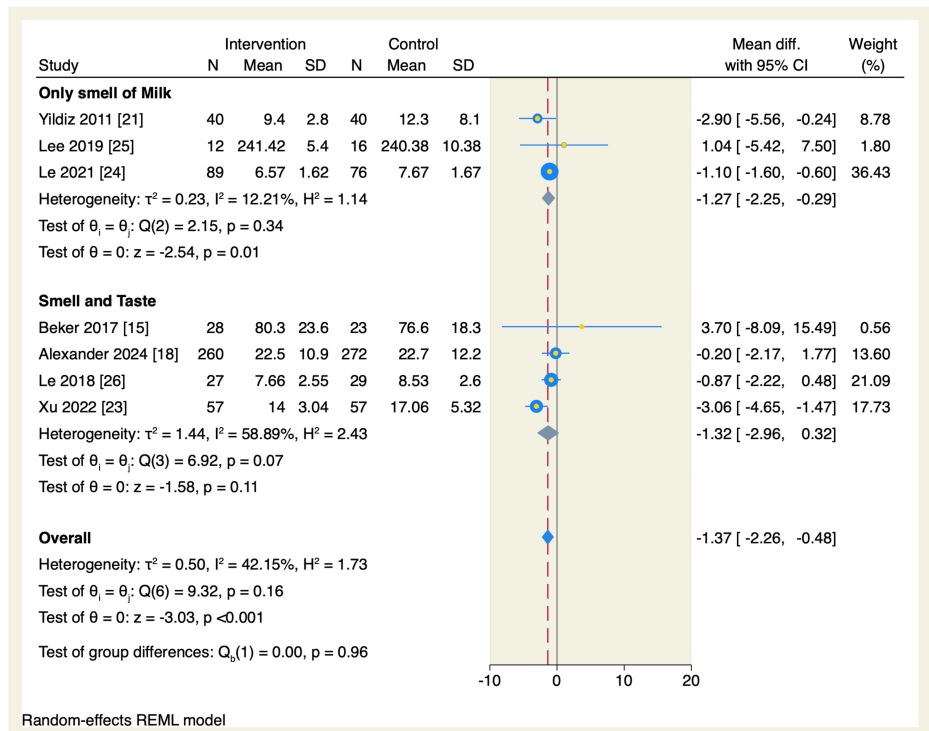 Intervention Control Mean diff. Weight
Study N Mean SD N Mean SD with 95% CI (%)
Only smell of Milk
Yildiz 2011 [21] 40 9.4 2.8 40 12.3 8.1 -2.90 [ -5.56, -0.24] 8.78
Lee 2019 [25] 12 241.42 5.4 16 240.38 10.38 1.04 [ -5.42, 7.50] 1.80
Le 2021 [24] 89 6.57 1.62 76 7.67 1.67 -1.10 [ -1.60, -0.60] 36.43
Heterogeneity: τ² = 0.23, I² = 12.21%, H² = 1.14 -1.27 [ -2.25, -0.29]
Test of θᵢ = θⱼ: Q(2) = 2.15, p = 0.34
Test of θ = 0: z = -2.54, p = 0.01
Smell and Taste
Beker 2017 [15] 28 80.3 23.6 23 76.6 18.3 3.70 [ -8.09, 15.49] 0.56
Alexander 2024 [18] 260 22.5 10.9 272 22.7 12.2 -0.20 [ -2.17, 1.77] 13.60
Le 2018 [26] 27 7.66 2.55 29 8.53 2.6 -0.87 [ -2.22, 0.48] 21.09
Xu 2022 [23] 57 14 3.04 57 17.06 5.32 -3.06 [ -4.65, -1.47] 17.73
Heterogeneity: τ² = 1.44, I² = 58.89%, H² = 2.43 -1.32 [ -2.96, 0.32]
Test of θᵢ = θⱼ: Q(3) = 6.92, p = 0.07
Test of θ = 0: z = -1.58, p = 0.11
Overall -1.37 [ -2.26, -0.48]
Heterogeneity: τ² = 0.50, I² = 42.15%, H² = 1.73
Test of θᵢ = θⱼ: Q(6) = 9.32, p = 0.16
Test of θ = 0: z = -3.03, p <0.001
Test of group differences: Q_b(1) = 0.00, p = 0.96
-10 0 10 20
Random-effects REML model